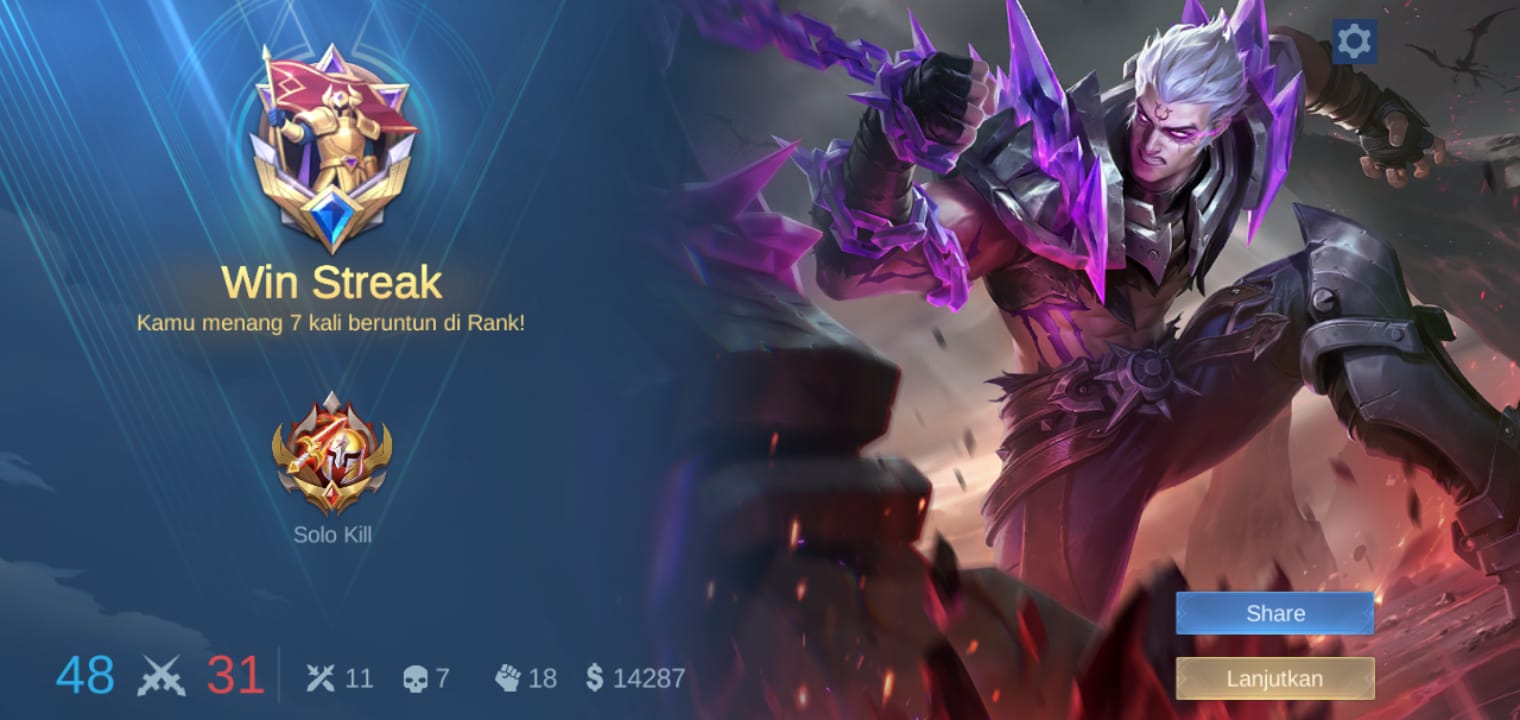 Win Streak
Kamu menang 7 kali beruntun di Rank!
Solo Kill
48 31 11 7 18 14287
Share
Lanjutkan